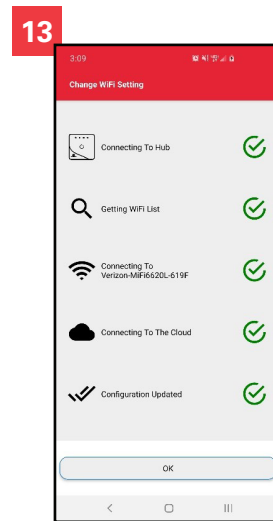 13
3:09
Change WiFi Setting
Connecting To Hub
Getting WiFi List
Connecting To
Verizon-MiFi6620L-619F
Connecting To The Cloud
Configuration Updated
OK